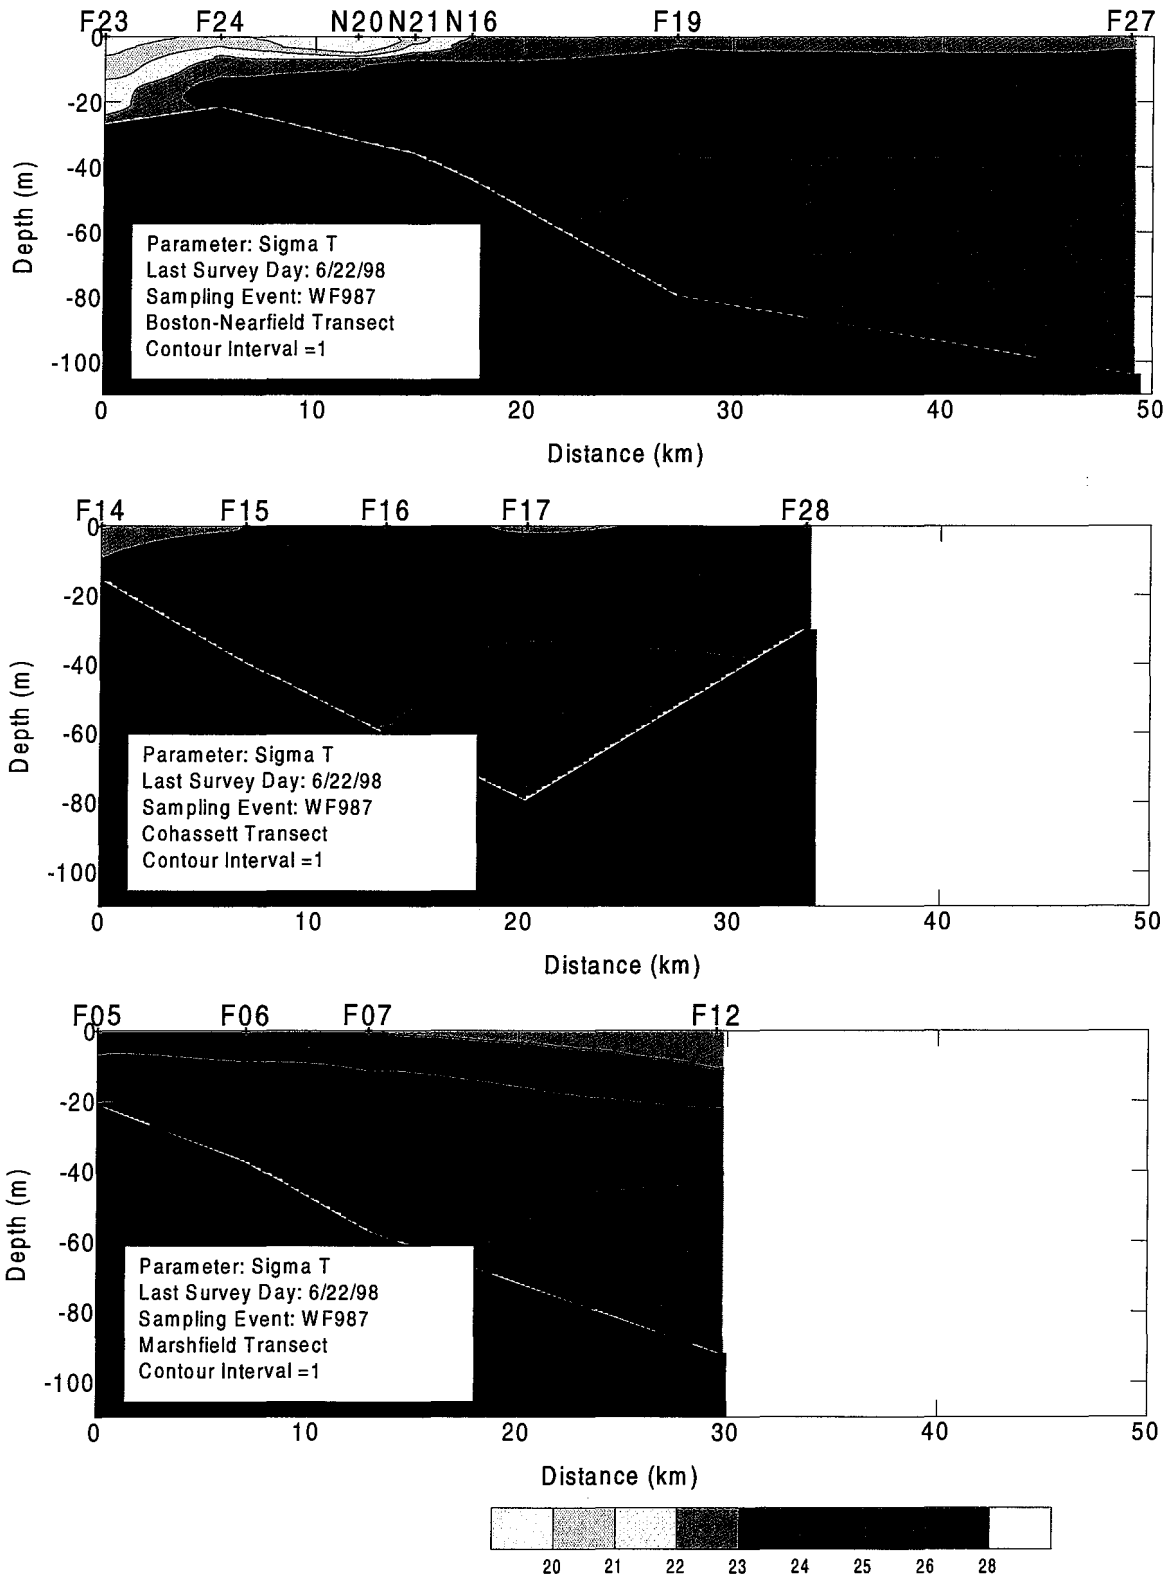 F23 F24 N20 N21 N16 F19 F27
0
-20
-40
-60
-80
-100
Depth (m)
Parameter: Sigma T
Last Survey Day: 6/22/98
Sampling Event: WF987
Boston-Nearfield Transect
Contour Interval =1
0 10 20 30 40 50
Distance (km)
F14 F15 F16 F17 F28
0
-20
-40
-60
-80
-100
Depth (m)
Parameter: Sigma T
Last Survey Day: 6/22/98
Sampling Event: WF987
Cohassett Transect
Contour Interval =1
0 10 20 30 40 50
Distance (km)
F05 F06 F07 F12
0
-20
-40
-60
-80
-100
Depth (m)
Parameter: Sigma T
Last Survey Day: 6/22/98
Sampling Event: WF987
Marshfield Transect
Contour Interval =1
0 10 20 30 40 50
Distance (km)
20 21 22 23 24 25 26 28